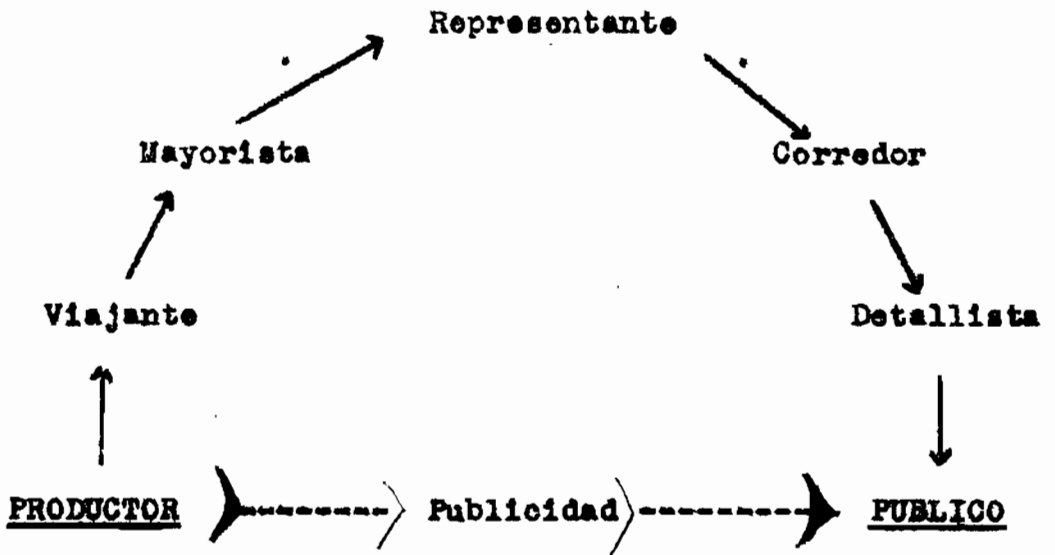 Representante
Mayorista Corredor
Viajante Detallista
PRODUCTOR Publicidad PUBLICO